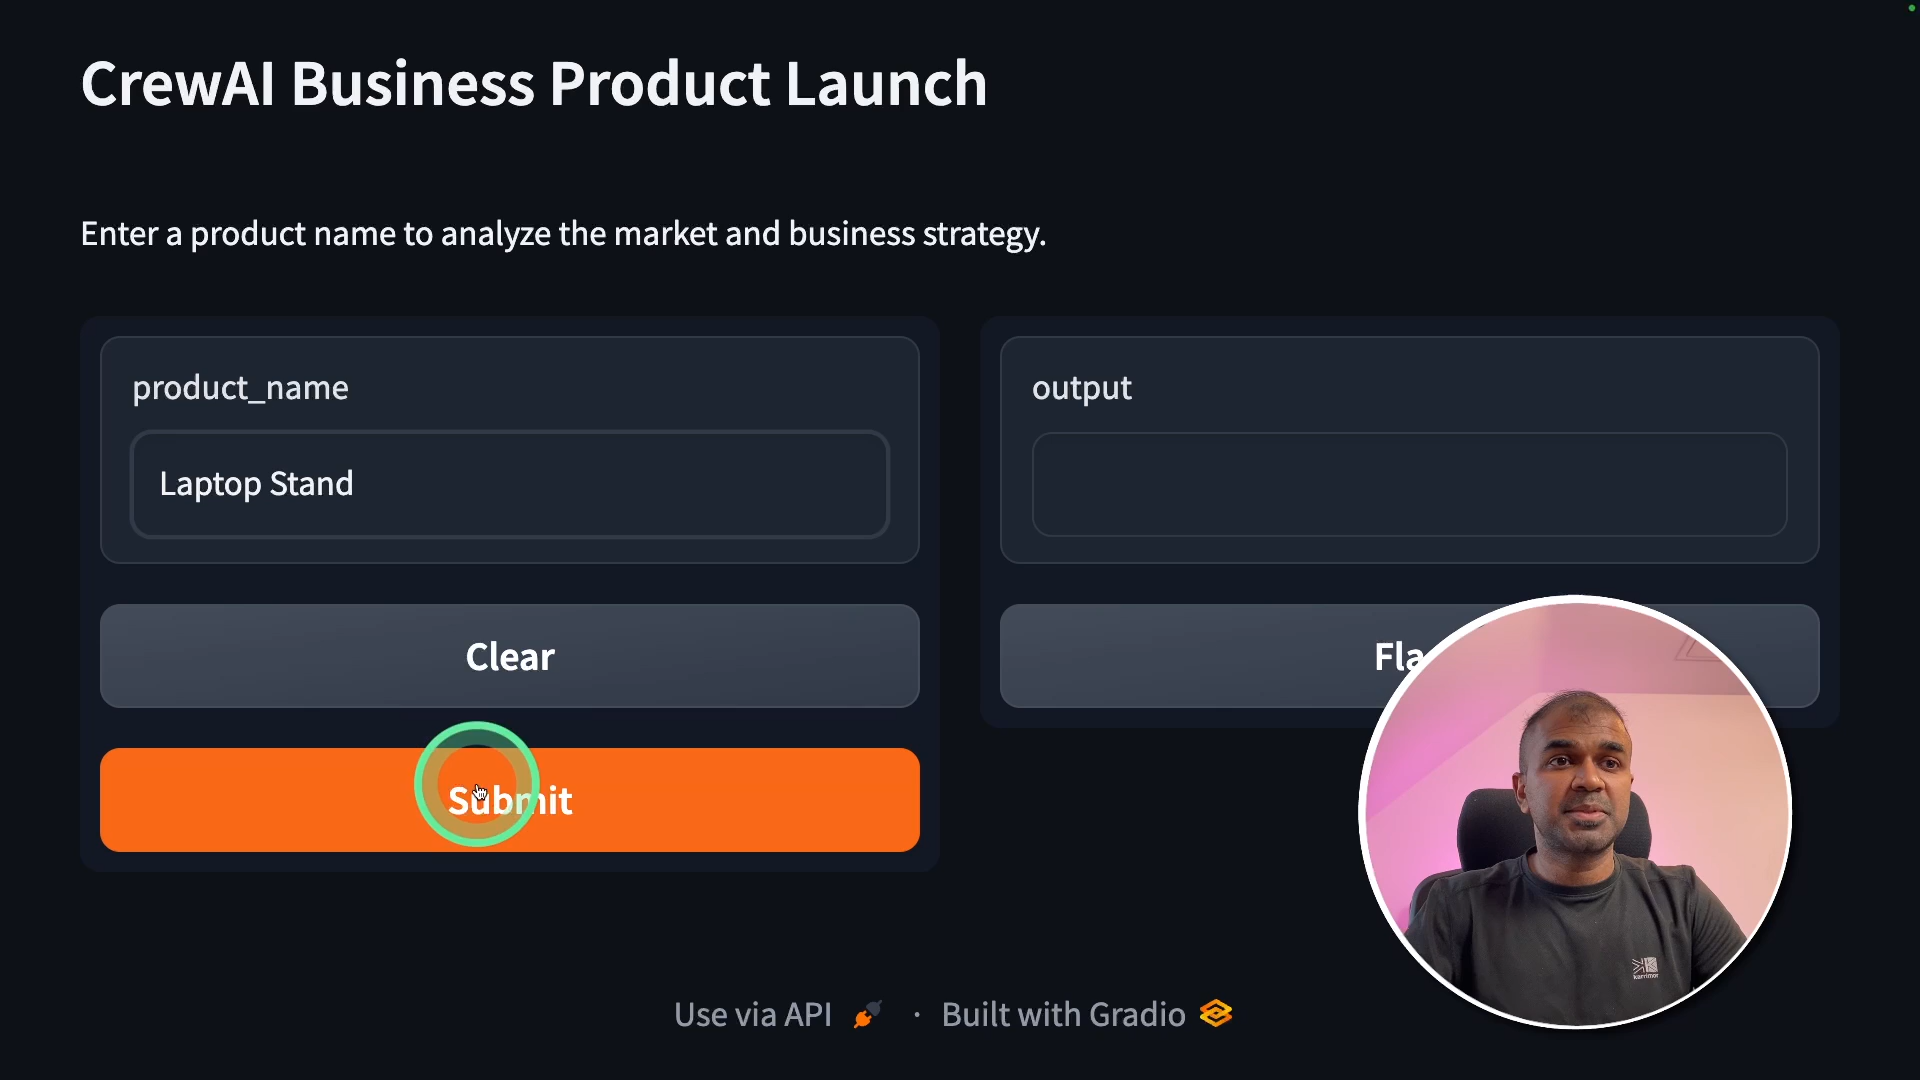 CrewAI Business Product Launch
Enter a product name to analyze the market and business strategy.
product_name
Laptop Stand
Clear
Submit
output
Fla
karrimor
Use via API · Built with Gradio